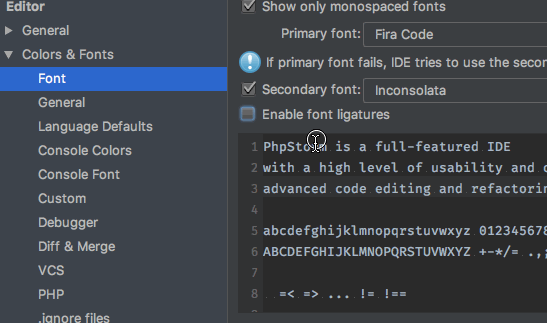 Editor
General
Colors & Fonts
Font
General
Language Defaults
Console Colors
Console Font
Custom
Debugger
Diff & Merge
VCS
PHP
.ignore files
Show only monospaced fonts
Primary font: Fira Code
If primary font fails, IDE tries to use the secon
Secondary font: Inconsolata
Enable font ligatures
1 PhpStorm is a full-featured IDE
2 with a high level of usability and o
3 advanced code editing and refactorin
4
5 abcdefghijklmnopqrstuvwxyz 012345678
6 ABCDEFGHIJKLMNOPQRSTUVWXYZ +-*/= .,;
7
8 =< => ... != !==